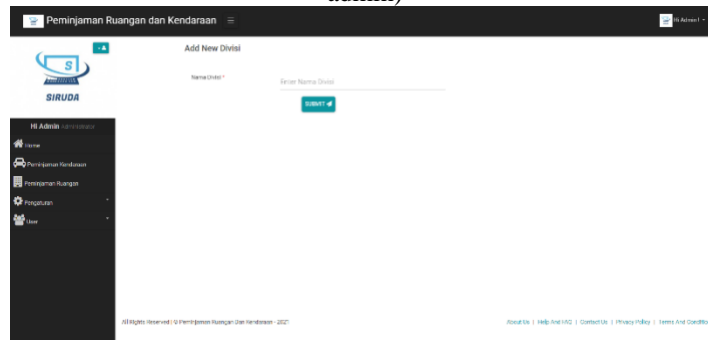 admin)
Peminjaman Ruangan dan Kendaraan
Hi Admin !
S
SIRUDA
Hi Admin Administrator
Home
Peminjaman Kendaraan
Peminjaman Ruangan
Pengaturan
User
Add New Divisi
Nama Divisi *
Enter Nama Divisi
SUBMIT
All Rights Reserved | © Peminjaman Ruangan Dan Kendaraan - 2021
About Us | Help And FAQ | Contact Us | Privacy Policy | Terms And Conditio